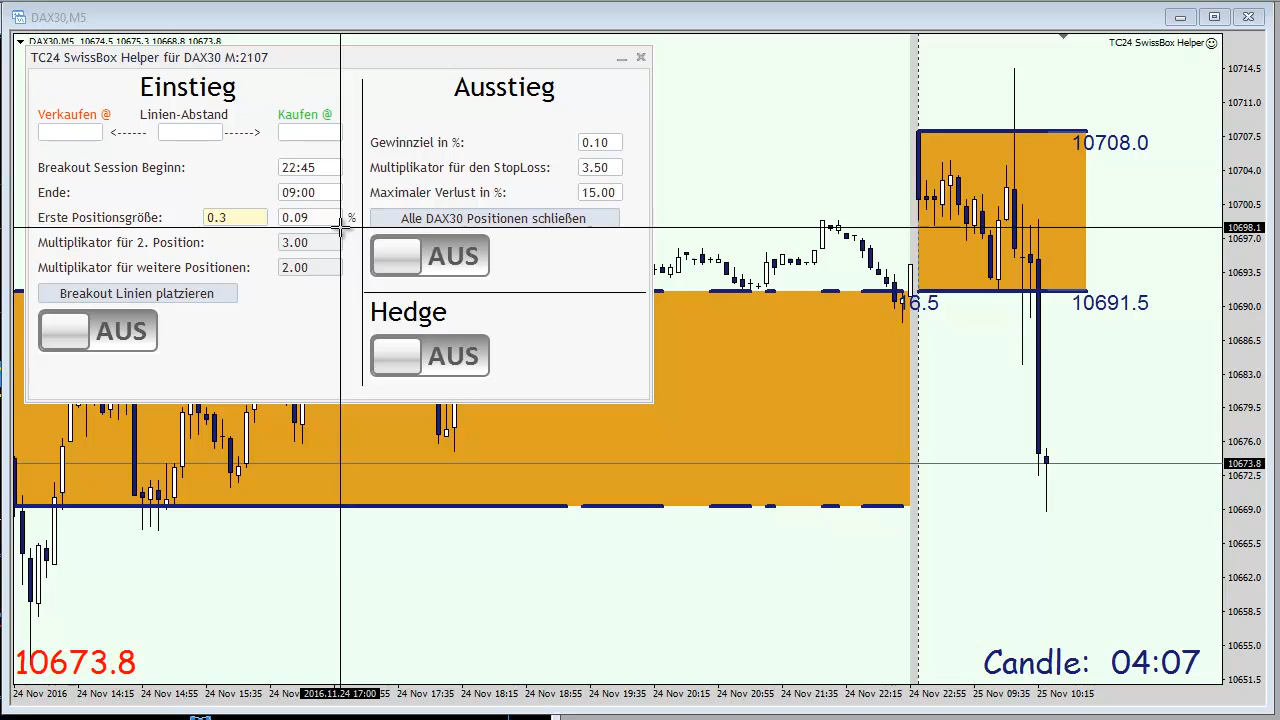 DAX30,M5
DAX30,M5 10674.5 10675.3 10668.8 10673.8
TC24 SwissBox Helper
TC24 SwissBox Helper für DAX30 M:2107
Einstieg
Verkaufen @ Linien-Abstand Kaufen @
<------ ------>
Breakout Session Beginn: 22:45
Ende: 09:00
Erste Positionsgröße: 0.3 0.09 %
Multiplikator für 2. Position: 3.00
Multiplikator für weitere Positionen: 2.00
Breakout Linien platzieren
AUS
Ausstieg
Gewinnziel in %: 0.10
Multiplikator für den StopLoss: 3.50
Maximaler Verlust in %: 15.00
Alle DAX30 Positionen schließen
AUS
Hedge
AUS
10708.0
6.5
10691.5
10714.5
10711.0
10707.5
10704.0
10700.5
10698.1
10697.0
10693.5
10690.0
10686.5
10683.0
10679.5
10676.0
10673.8
10672.5
10669.0
10665.5
10662.0
10658.5
10655.0
10651.5
10673.8
Candle: 04:07
24 Nov 2016 24 Nov 14:15 24 Nov 14:55 24 Nov 15:35 24 Nov 2016.11.24 17:00 55 24 Nov 17:35 24 Nov 18:15 24 Nov 18:55 24 Nov 19:35 24 Nov 20:15 24 Nov 20:55 24 Nov 21:35 24 Nov 22:15 24 Nov 22:55 25 Nov 09:35 25 Nov 10:15